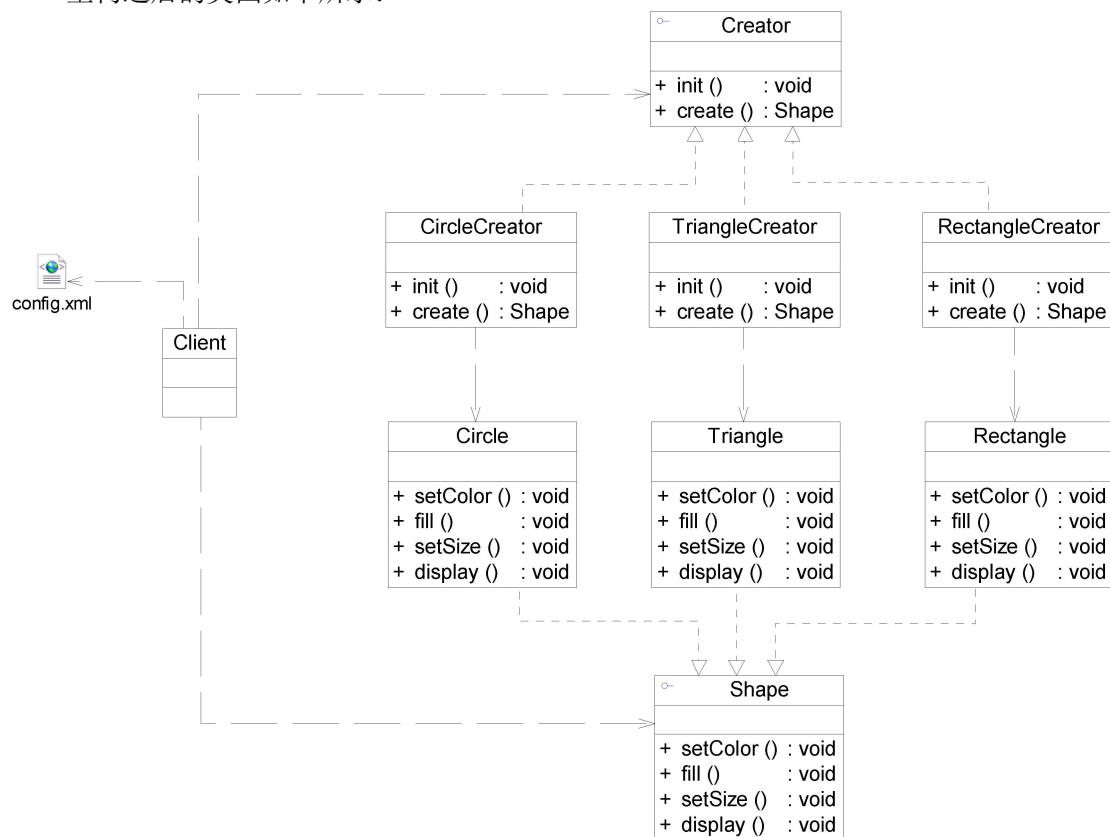 Creator
+ init () : void
+ create () : Shape
CircleCreator
+ init () : void
+ create () : Shape
TriangleCreator
+ init () : void
+ create () : Shape
RectangleCreator
+ init () : void
+ create () : Shape
config.xml
Client
Circle
+ setColor () : void
+ fill () : void
+ setSize () : void
+ display () : void
Triangle
+ setColor () : void
+ fill () : void
+ setSize () : void
+ display () : void
Rectangle
+ setColor () : void
+ fill () : void
+ setSize () : void
+ display () : void
Shape
+ setColor () : void
+ fill () : void
+ setSize () : void
+ display () : void